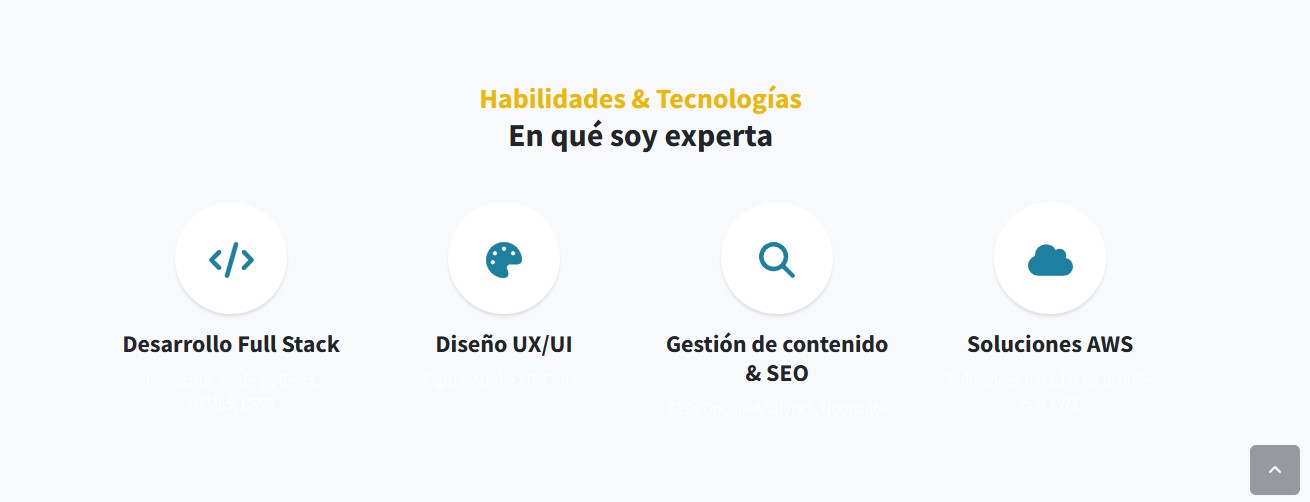 Habilidades & Tecnologías
En qué soy experta
Desarrollo Full Stack
Diseño UX/UI
Gestión de contenido
& SEO
Soluciones AWS
JavaScript, Node.js, React,
HTML5, CSS3
Figma, Adobe XD, Canva
SEO, Google Analytics, Hootsuite
Soluciones basadas en la nube
con AWS